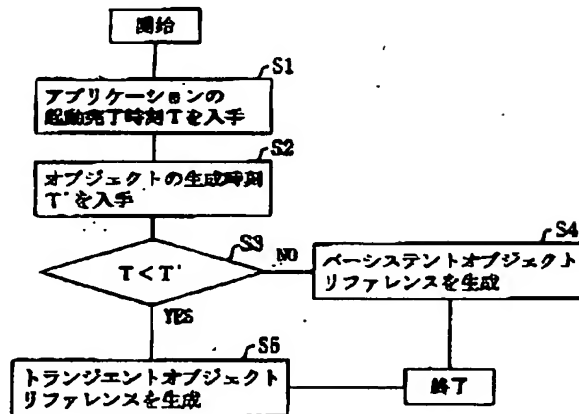 開始
S1
アプリケーションの
起動完了時刻Tを入手
S2
オブジェクトの生成時刻
T'を入手
S3
T<T'
NO
S4
パーシステントオブジェクト
リファレンスを生成
YES
S5
トランジエントオブジェクト
リファレンスを生成
終了